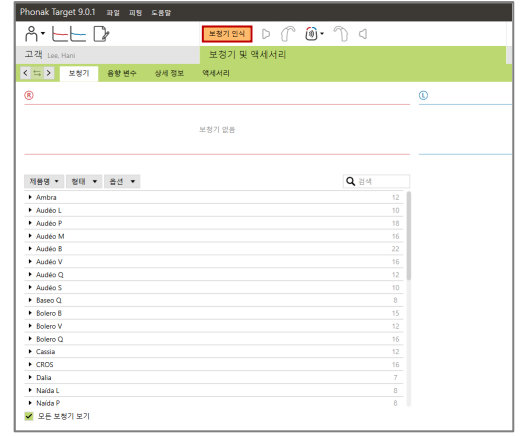 Phonak Target 9.0.1 파일 피팅 도움말
보청기 인식
고객 Lee, Hani 보청기 및 액세서리
보청기 음향 변수 상세 정보 액세서리
R L
보청기 없음
제품명 형태 옵션 검색
Ambra 12
Audéo L 10
Audéo P 18
Audéo M 16
Audéo B 22
Audéo V 16
Audéo Q 12
Audéo S 10
Baseo Q 8
Bolero B 15
Bolero V 12
Bolero Q 16
Cassia 12
CROS 16
Dalia 7
Naída L 8
Naída P 8
모든 보청기 보기